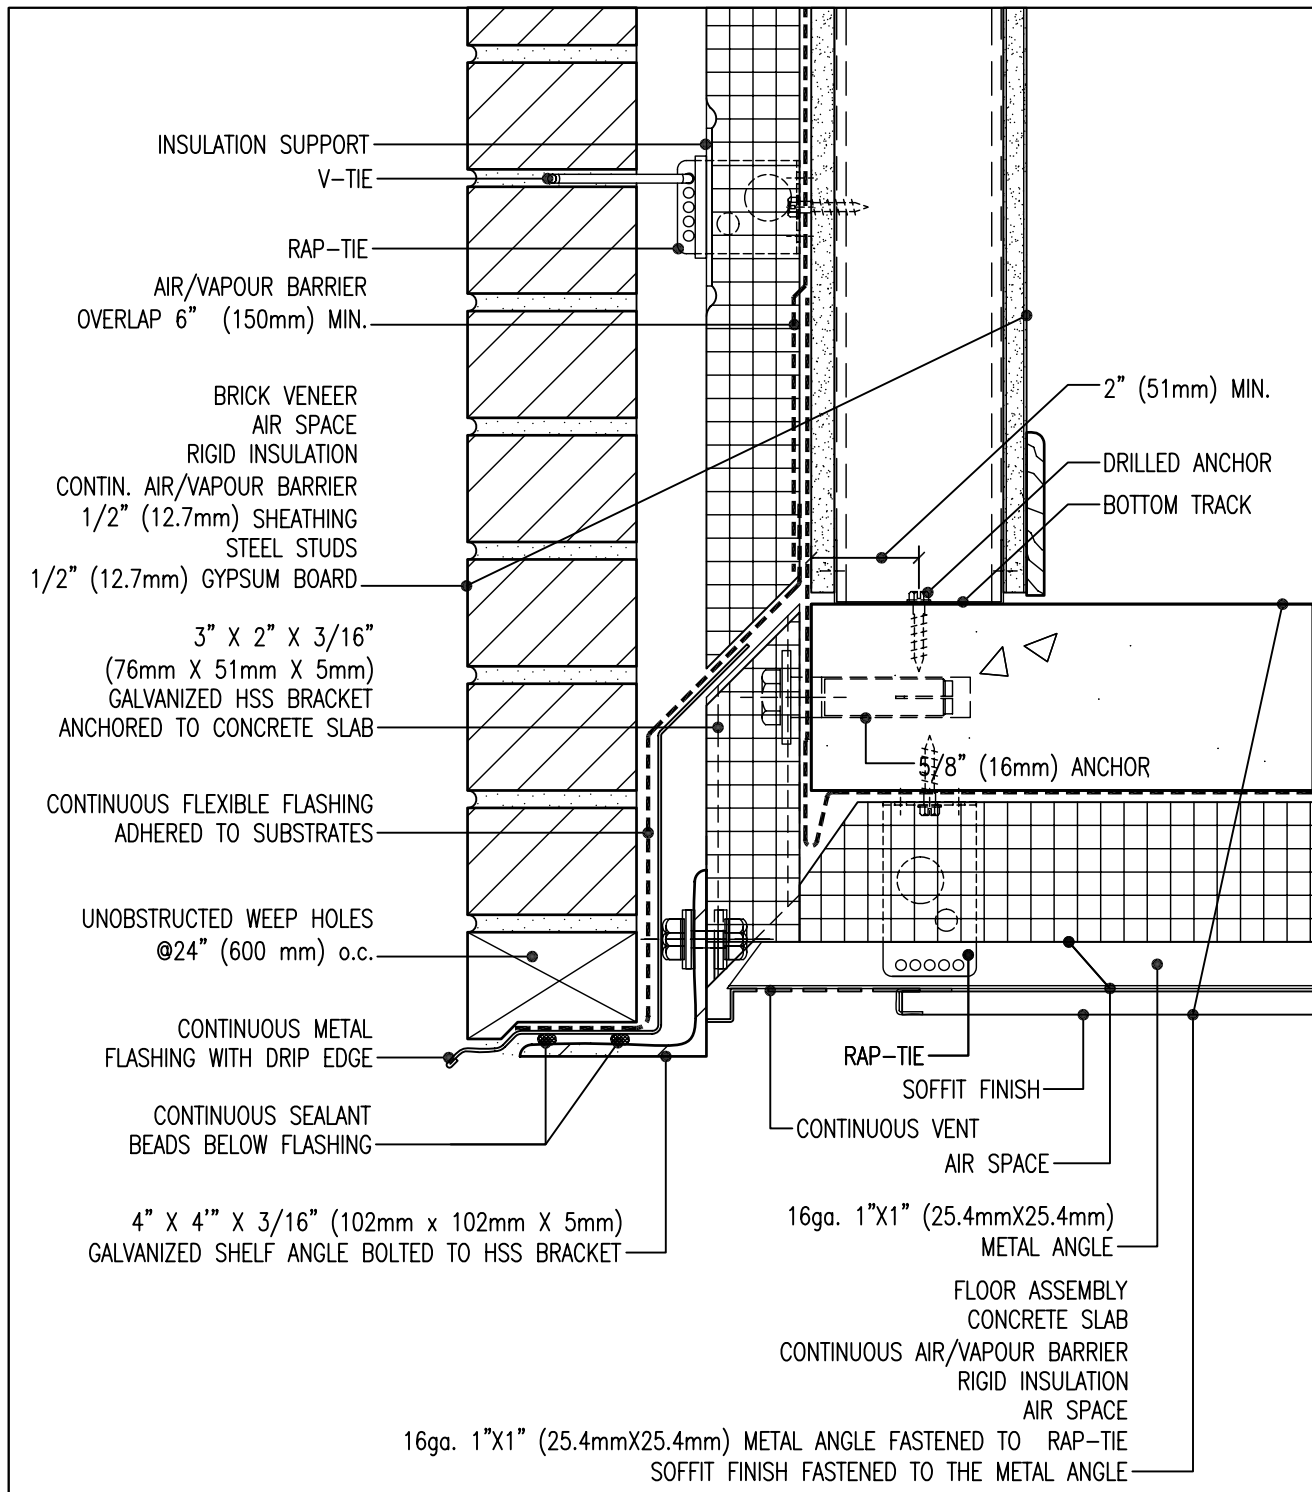 INSULATION SUPPORT
V-TIE
RAP-TIE
AIR/VAPOUR BARRIER
OVERLAP 6" (150mm) MIN.
BRICK VENEER
AIR SPACE
RIGID INSULATION
CONTIN. AIR/VAPOUR BARRIER
1/2" (12.7mm) SHEATHING
STEEL STUDS
1/2" (12.7mm) GYPSUM BOARD
3" X 2" X 3/16"
(76mm X 51mm X 5mm)
GALVANIZED HSS BRACKET
ANCHORED TO CONCRETE SLAB
CONTINUOUS FLEXIBLE FLASHING
ADHERED TO SUBSTRATES
UNOBSTRUCTED WEEP HOLES
@24" (600 mm) o.c.
CONTINUOUS METAL
FLASHING WITH DRIP EDGE
CONTINUOUS SEALANT
BEADS BELOW FLASHING
4" X 4'" X 3/16" (102mm x 102mm X 5mm)
GALVANIZED SHELF ANGLE BOLTED TO HSS BRACKET
2" (51mm) MIN.
DRILLED ANCHOR
BOTTOM TRACK
5/8" (16mm) ANCHOR
RAP-TIE
SOFFIT FINISH
CONTINUOUS VENT
AIR SPACE
16ga. 1"X1" (25.4mmX25.4mm)
METAL ANGLE
FLOOR ASSEMBLY
CONCRETE SLAB
CONTINUOUS AIR/VAPOUR BARRIER
RIGID INSULATION
AIR SPACE
16ga. 1"X1" (25.4mmX25.4mm) METAL ANGLE FASTENED TO RAP-TIE
SOFFIT FINISH FASTENED TO THE METAL ANGLE